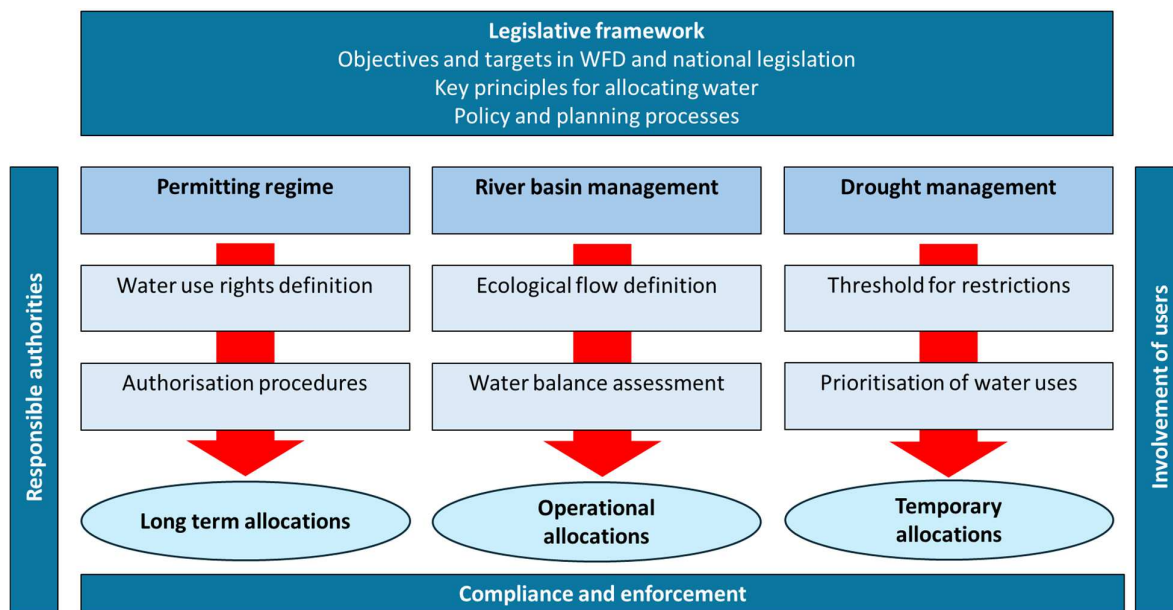 Legislative framework
Objectives and targets in WFD and national legislation
Key principles for allocating water
Policy and planning processes
Responsible authorities
Permitting regime
River basin management
Drought management
Water use rights definition
Ecological flow definition
Threshold for restrictions
Authorisation procedures
Water balance assessment
Prioritisation of water uses
Long term allocations
Operational
allocations
Temporary
allocations
Involvement of users
Compliance and enforcement